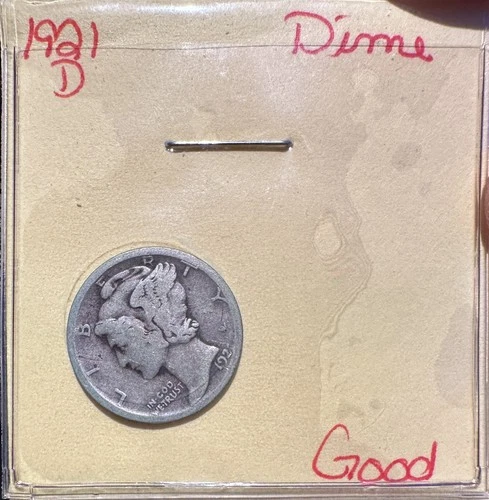 1921 Dime
D
LIBERTY
IN GOD
WE TRUST
192
Good